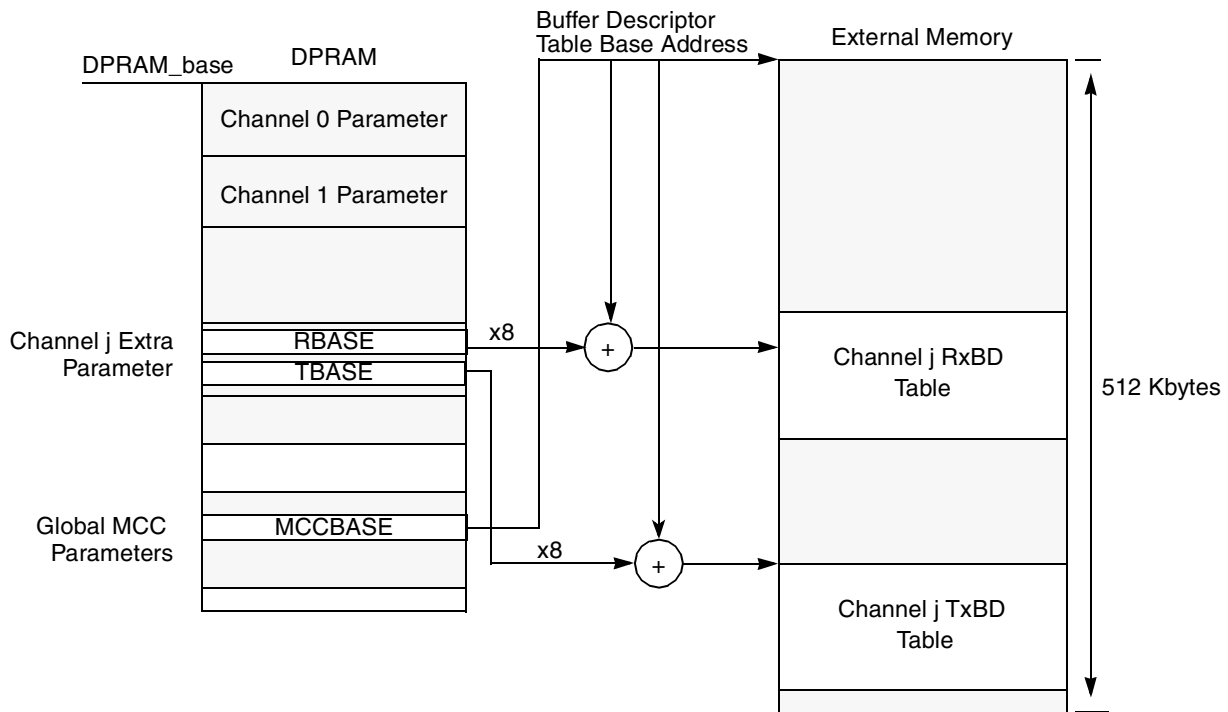 Buffer Descriptor
Table Base Address
External Memory
DPRAM_base
DPRAM
Channel 0 Parameter
Channel 1 Parameter
Channel j Extra
Parameter
RBASE
x8
+
TBASE
Channel j RxBD
Table
512 Kbytes
Global MCC
Parameters
MCCBASE
x8
+
Channel j TxBD
Table